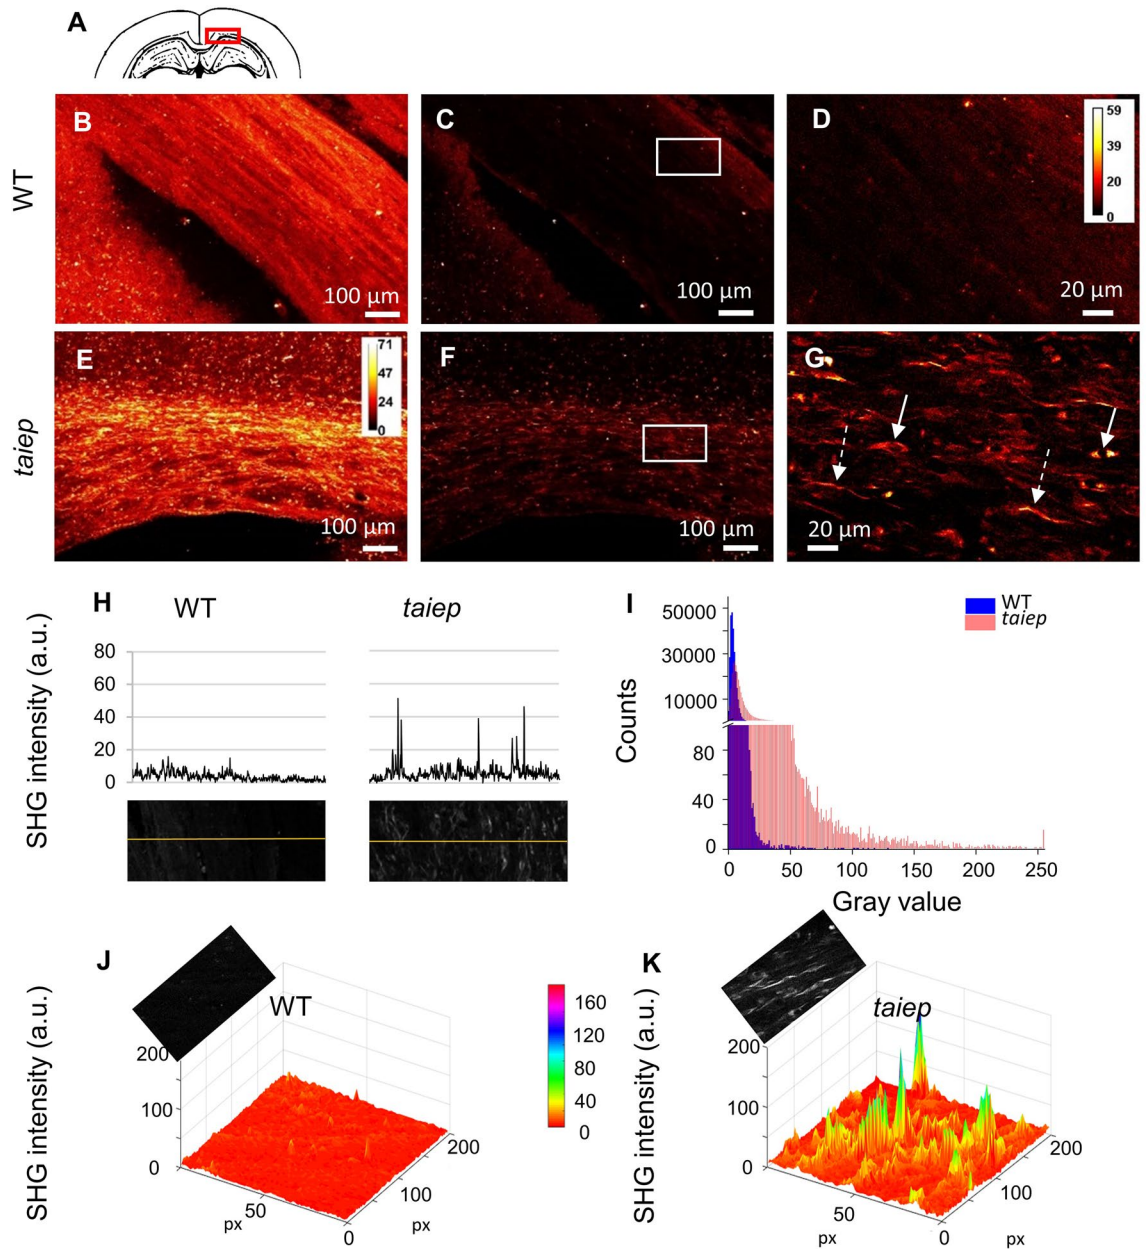 A
WT
B
100 µm
C
100 µm
D
59
39
20
0
20 µm
taiep
E
71
47
24
0
100 µm
F
100 µm
G
20 µm
H
WT
taiep
SHG intensity (a.u.)
80
60
40
20
0
I
WT
taiep
Counts
50000
30000
10000
80
40
0
0
50
100
150
200
250
Gray value
J
WT
SHG intensity (a.u.)
200
100
0
50
0
px
100
200
px
160
120
80
40
0
K
taiep
SHG intensity (a.u.)
200
100
0
50
0
px
100
200
px